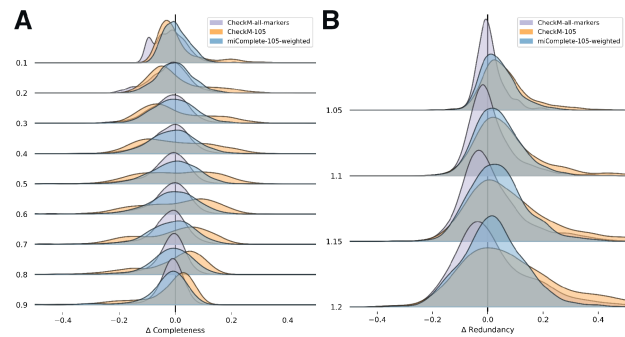 A
CheckM-all-markers
CheckM-105
miComplete-105-weighted
0.1
0.2
0.3
0.4
0.5
0.6
0.7
0.8
0.9
−0.4 −0.2 0.0 0.2 0.4
Δ Completeness
B
CheckM-all-markers
CheckM-105
miComplete-105-weighted
1.05
1.1
1.15
1.2
−0.4 −0.2 0.0 0.2 0.4
Δ Redundancy